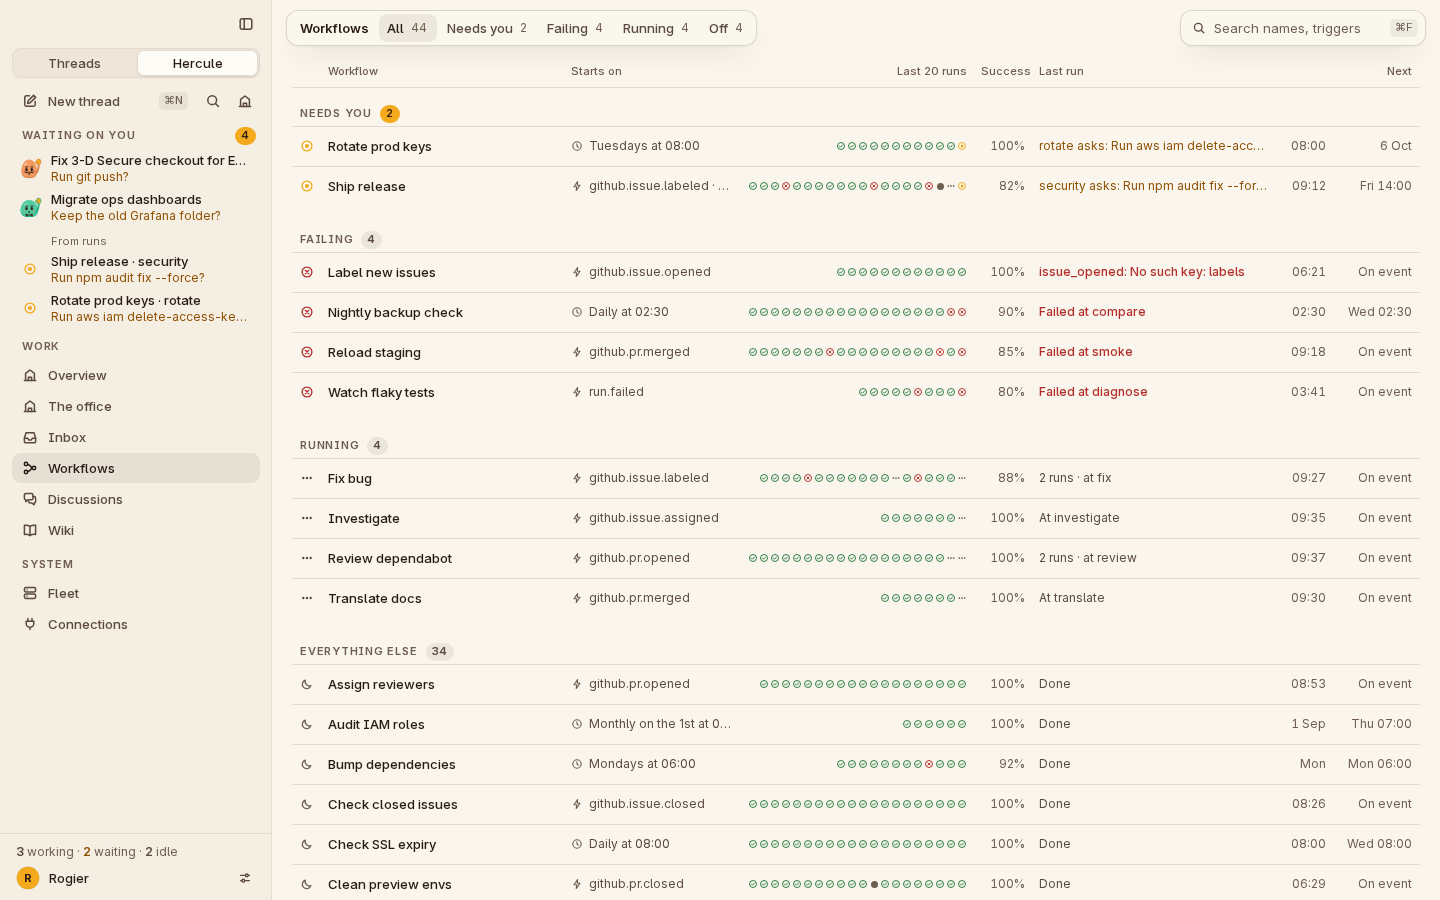 Threads
Hercule
New thread
⌘N
WAITING ON YOU
4
Fix 3-D Secure checkout for E…
Run git push?
Migrate ops dashboards
Keep the old Grafana folder?
From runs
Ship release · security
Run npm audit fix --force?
Rotate prod keys · rotate
Run aws iam delete-access-ke…
WORK
Overview
The office
Inbox
Workflows
Discussions
Wiki
SYSTEM
Fleet
Connections
3 working · 2 waiting · 2 idle
R
Rogier
Workflows All 44 Needs you 2 Failing 4 Running 4 Off 4
Search names, triggers ⌘F
Workflow Starts on Last 20 runs Success Last run Next
NEEDS YOU 2
Rotate prod keys Tuesdays at 08:00 100% rotate asks: Run aws iam delete-acc… 08:00 6 Oct
Ship release github.issue.labeled · … 82% security asks: Run npm audit fix --for… 09:12 Fri 14:00
FAILING 4
Label new issues github.issue.opened 100% issue_opened: No such key: labels 06:21 On event
Nightly backup check Daily at 02:30 90% Failed at compare 02:30 Wed 02:30
Reload staging github.pr.merged 85% Failed at smoke 09:18 On event
Watch flaky tests run.failed 80% Failed at diagnose 03:41 On event
RUNNING 4
Fix bug github.issue.labeled 88% 2 runs · at fix 09:27 On event
Investigate github.issue.assigned 100% At investigate 09:35 On event
Review dependabot github.pr.opened 100% 2 runs · at review 09:37 On event
Translate docs github.pr.merged 100% At translate 09:30 On event
EVERYTHING ELSE 34
Assign reviewers github.pr.opened 100% Done 08:53 On event
Audit IAM roles Monthly on the 1st at 0… 100% Done 1 Sep Thu 07:00
Bump dependencies Mondays at 06:00 92% Done Mon Mon 06:00
Check closed issues github.issue.closed 100% Done 08:26 On event
Check SSL expiry Daily at 08:00 100% Done 08:00 Wed 08:00
Clean preview envs github.pr.closed 100% Done 06:29 On event